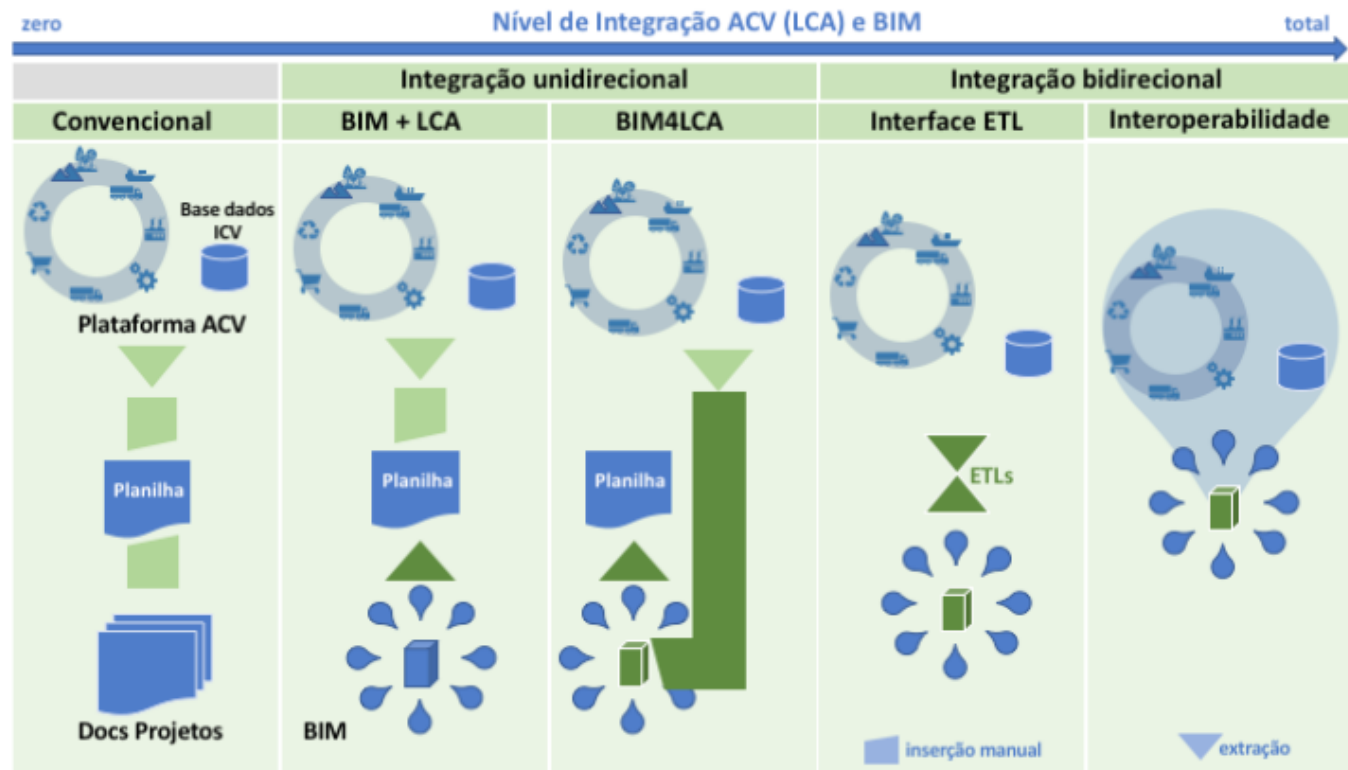 zero
Nível de Integração ACV (LCA) e BIM
total
Integração unidirecional
Integração bidirecional
Convencional
BIM + LCA
BIM4LCA
Interface ETL
Interoperabilidade
Base dados
ICV
Plataforma ACV
Planilha
Planilha
Planilha
ETLs
Docs Projetos
BIM
inserção manual
extração